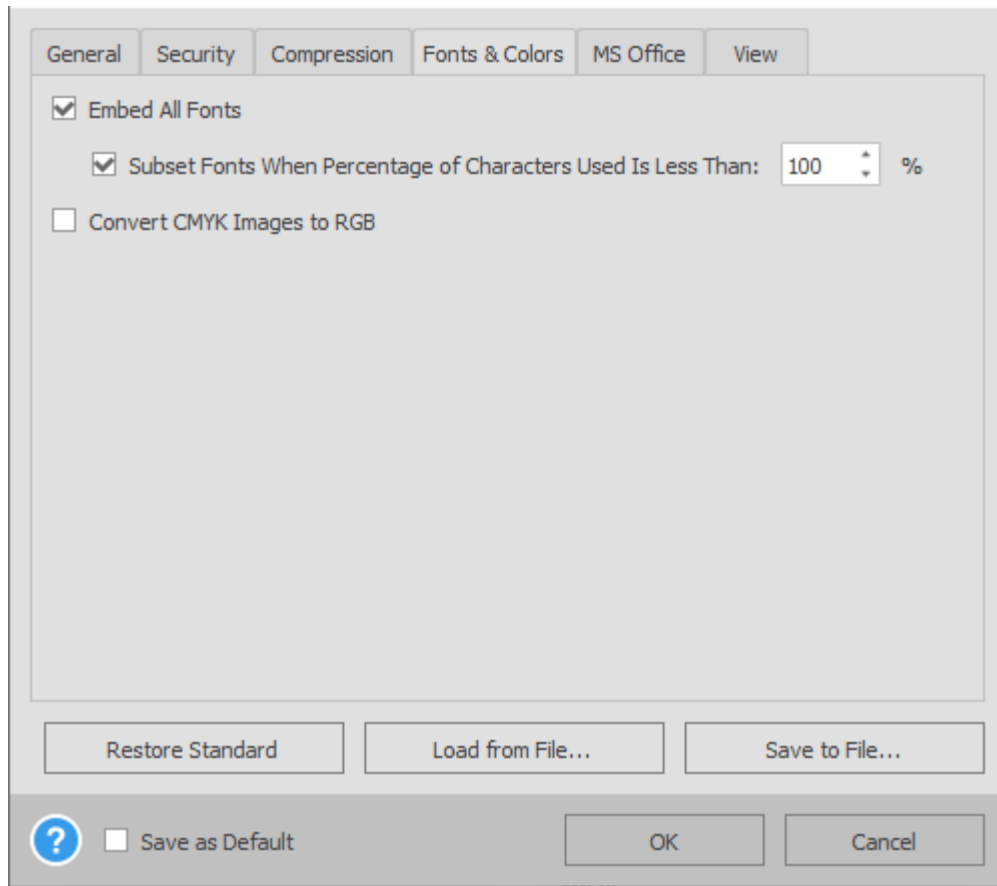 General Security Compression Fonts & Colors MS Office View
Embed All Fonts
Subset Fonts When Percentage of Characters Used Is Less Than: 100 %
Convert CMYK Images to RGB
Restore Standard Load from File... Save to File...
? Save as Default OK Cancel